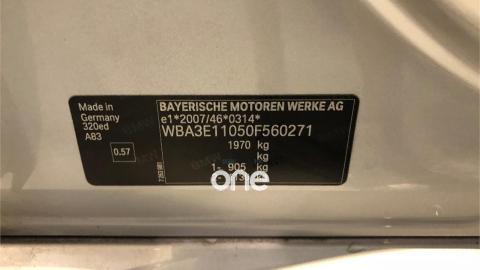 Made in
Germany
320ed
A83
0.57
BAYERISCHE MOTOREN WERKE AG
e1*2007/46*0314*
WBA3E11050F560271
1970 kg
kg
1- 905 kg
kg
one